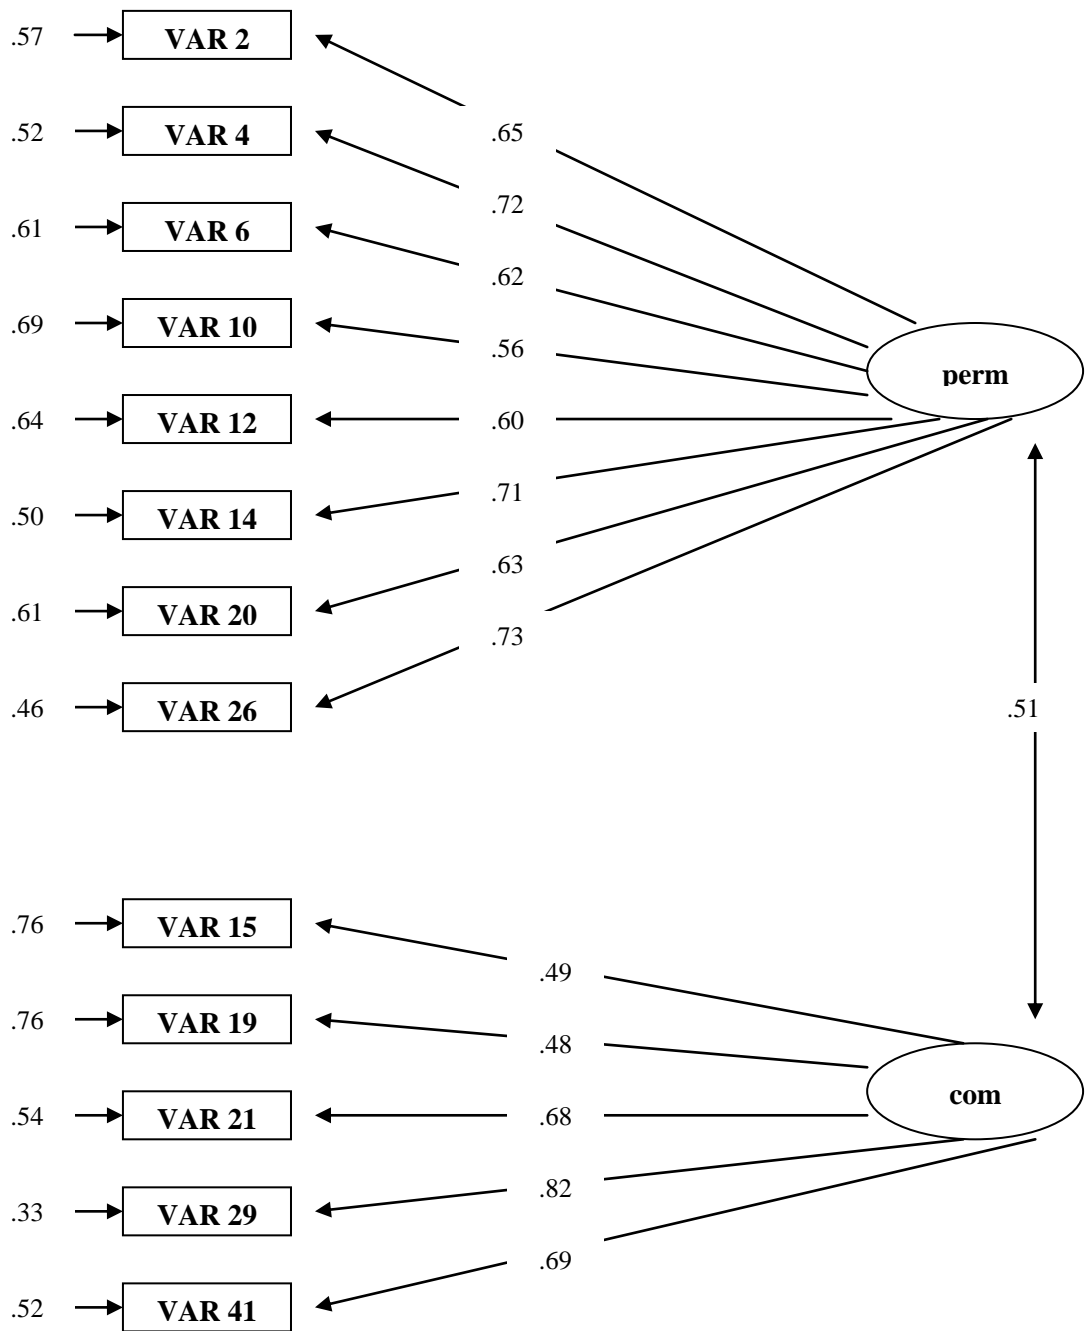 .57 VAR 2
.52 VAR 4 .65
.72
.61 VAR 6
.62
.69 VAR 10 .56
perm
.64 VAR 12 .60
.71
.50 VAR 14
.63
.61 VAR 20
.73
.46 VAR 26 .51
.76 VAR 15
.49
.76 VAR 19
.48
com
.54 VAR 21 .68
.82
.33 VAR 29
.69
.52 VAR 41